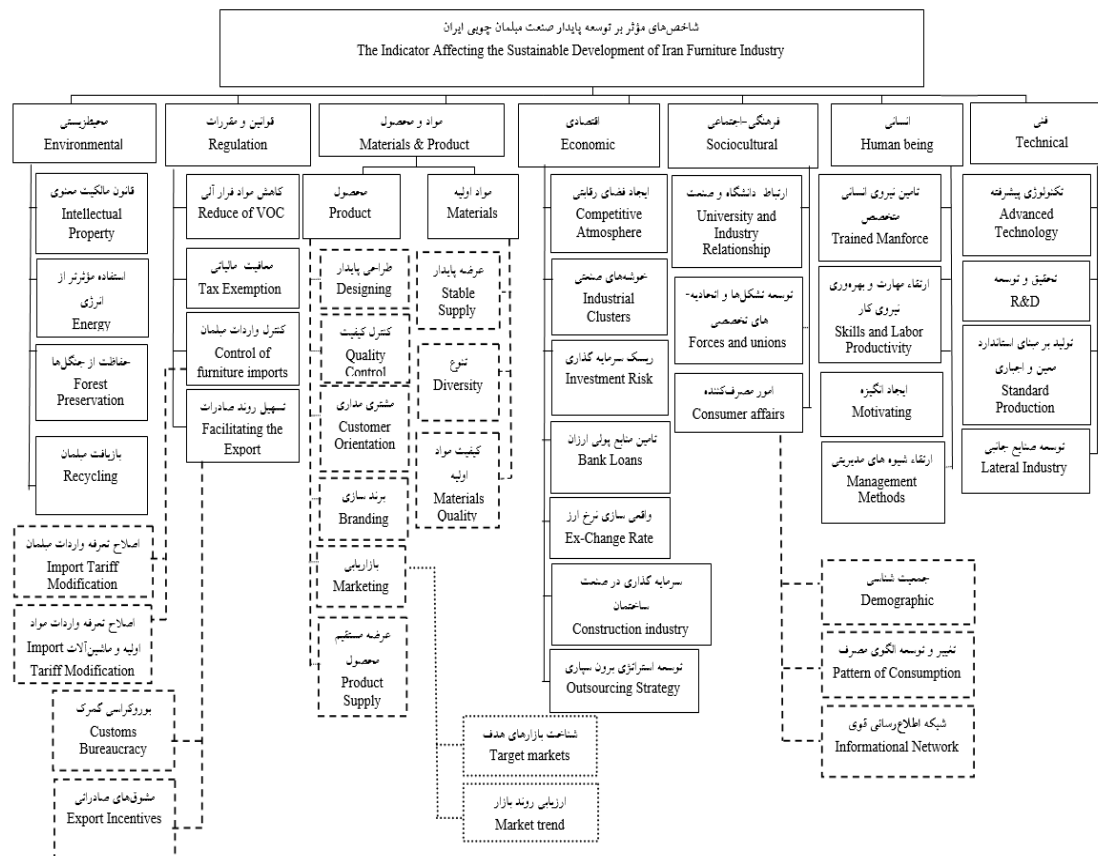 شاخص‌های مؤثر بر توسعه پایدار صنعت مبلمان چوبی ایران
The Indicator Affecting the Sustainable Development of Iran Furniture Industry
محیط‌زیستی
Environmental
قوانین و مقررات
Regulation
مواد و محصول
Materials & Product
اقتصادی
Economic
فرهنگی-اجتماعی
Sociocultural
انسانی
Human being
فنی
Technical
قانون مالکیت معنوی
Intellectual
Property
استفاده مؤثرتر از
انرژی
Energy
حفاظت از جنگل‌ها
Forest
Preservation
بازیافت مبلمان
Recycling
کاهش مواد فرار آلی
Reduce of VOC
معافیت مالیاتی
Tax Exemption
کنترل واردات مبلمان
Control of
furniture imports
تسهیل روند صادرات
Facilitating the
Export
اصلاح تعرفه واردات مبلمان
Import Tariff
Modification
اصلاح تعرفه واردات مواد
اولیه و ماشین‌آلات Import
Tariff Modification
بوروکراسی گمرک
Customs
Bureaucracy
مشوق‌های صادراتی
Export Incentives
محصول
Product
مواد اولیه
Materials
طراحی پایدار
Designing
کنترل کیفیت
Quality
Control
مشتری مداری
Customer
Orientation
برند سازی
Branding
بازاریابی
Marketing
عرضه مستقیم
محصول
Product
Supply
عرضه پایدار
Stable
Supply
تنوع
Diversity
کیفیت مواد
اولیه
Materials
Quality
شناخت بازارهای هدف
Target markets
ارزیابی روند بازار
Market trend
ایجاد فضای رقابتی
Competitive
Atmosphere
خوشه‌های صنعتی
Industrial
Clusters
ریسک سرمایه گذاری
Investment Risk
تامین منابع پولی ارزان
Bank Loans
واقعی سازی نرخ ارز
Ex-Change Rate
سرمایه گذاری در صنعت
ساختمان
Construction industry
توسعه استراتژی برون سپاری
Outsourcing Strategy
ارتباط دانشگاه و صنعت
University and
Industry
Relationship
توسعه تشکل‌ها و اتحادیه-
های تخصصی
Forces and unions
امور مصرف‌کننده
Consumer affairs
جمعیت شناسی
Demographic
تغییر و توسعه الگوی مصرف
Pattern of Consumption
شبکه اطلاع‌رسانی قوی
Informational Network
تامین نیروی انسانی
متخصص
Trained Manforce
ارتقاء مهارت و بهره‌وری
نیروی کار
Skills and Labor
Productivity
ایجاد انگیزه
Motivating
ارتقاء شیوه های مدیریتی
Management
Methods
تکنولوژی پیشرفته
Advanced
Technology
تحقیق و توسعه
R&D
تولید بر مبنای استاندارد
معین و اجباری
Standard
Production
توسعه صنایع جانبی
Lateral Industry